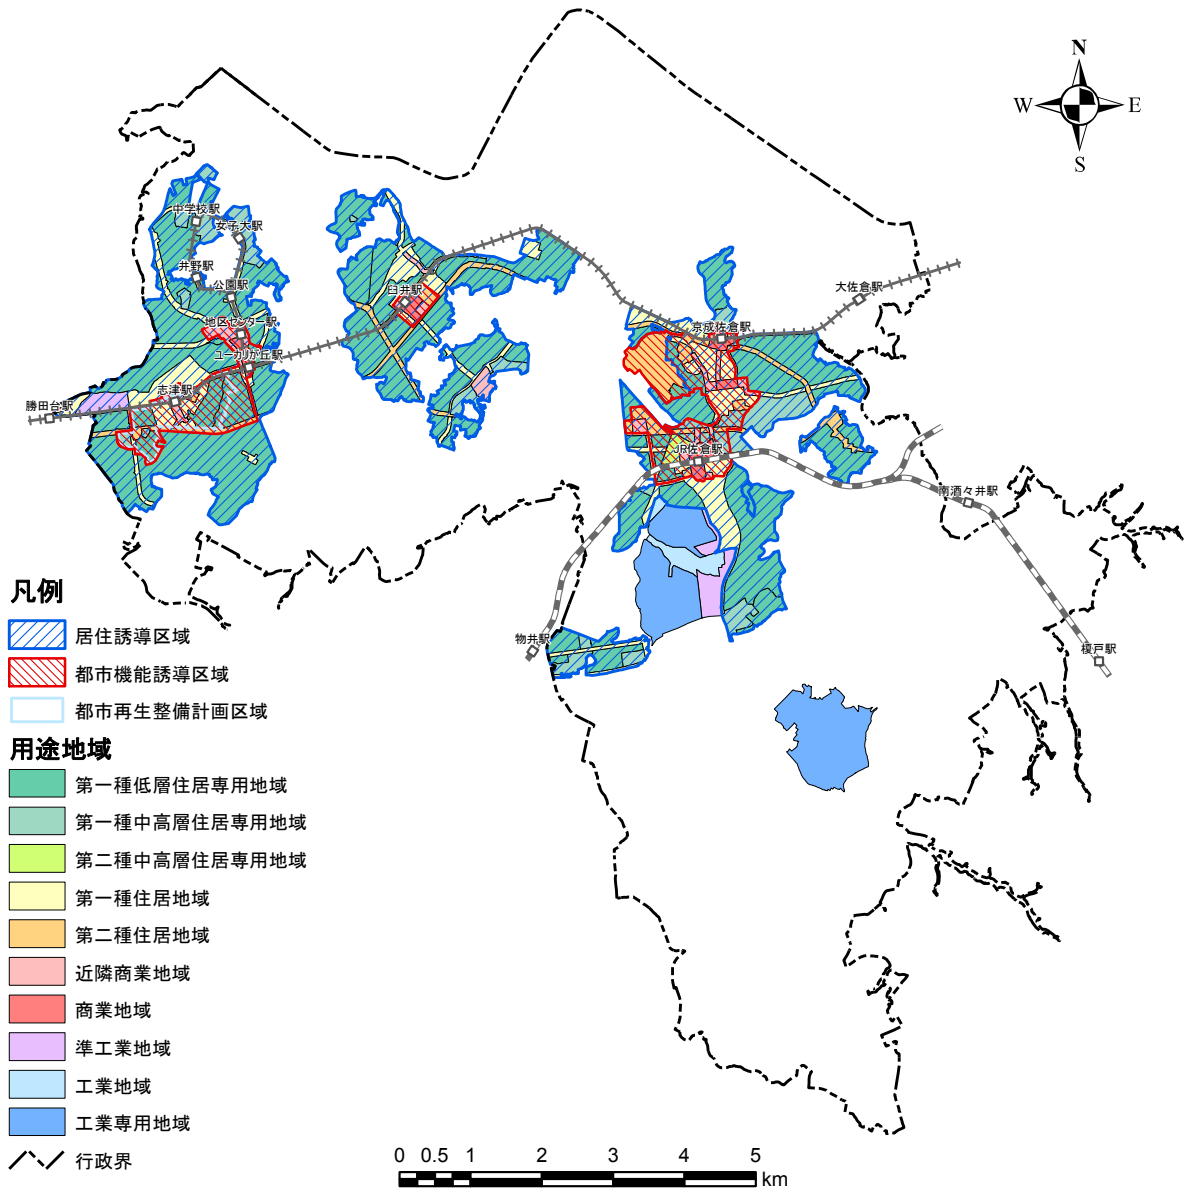 N
W
E
S
中学校駅
女子大駅
井野駅
公園駅
地区センター駅
ユーカリが丘駅
志津駅
勝田台駅
臼井駅
京成佐倉駅
大佐倉駅
JR佐倉駅
南酒々井駅
物井駅
榎戸駅
凡例
居住誘導区域
都市機能誘導区域
都市再生整備計画区域
用途地域
第一種低層住居専用地域
第一種中高層住居専用地域
第二種中高層住居専用地域
第一種住居地域
第二種住居地域
近隣商業地域
商業地域
準工業地域
工業地域
工業専用地域
行政界
0 0.5 1 2 3 4 5
km